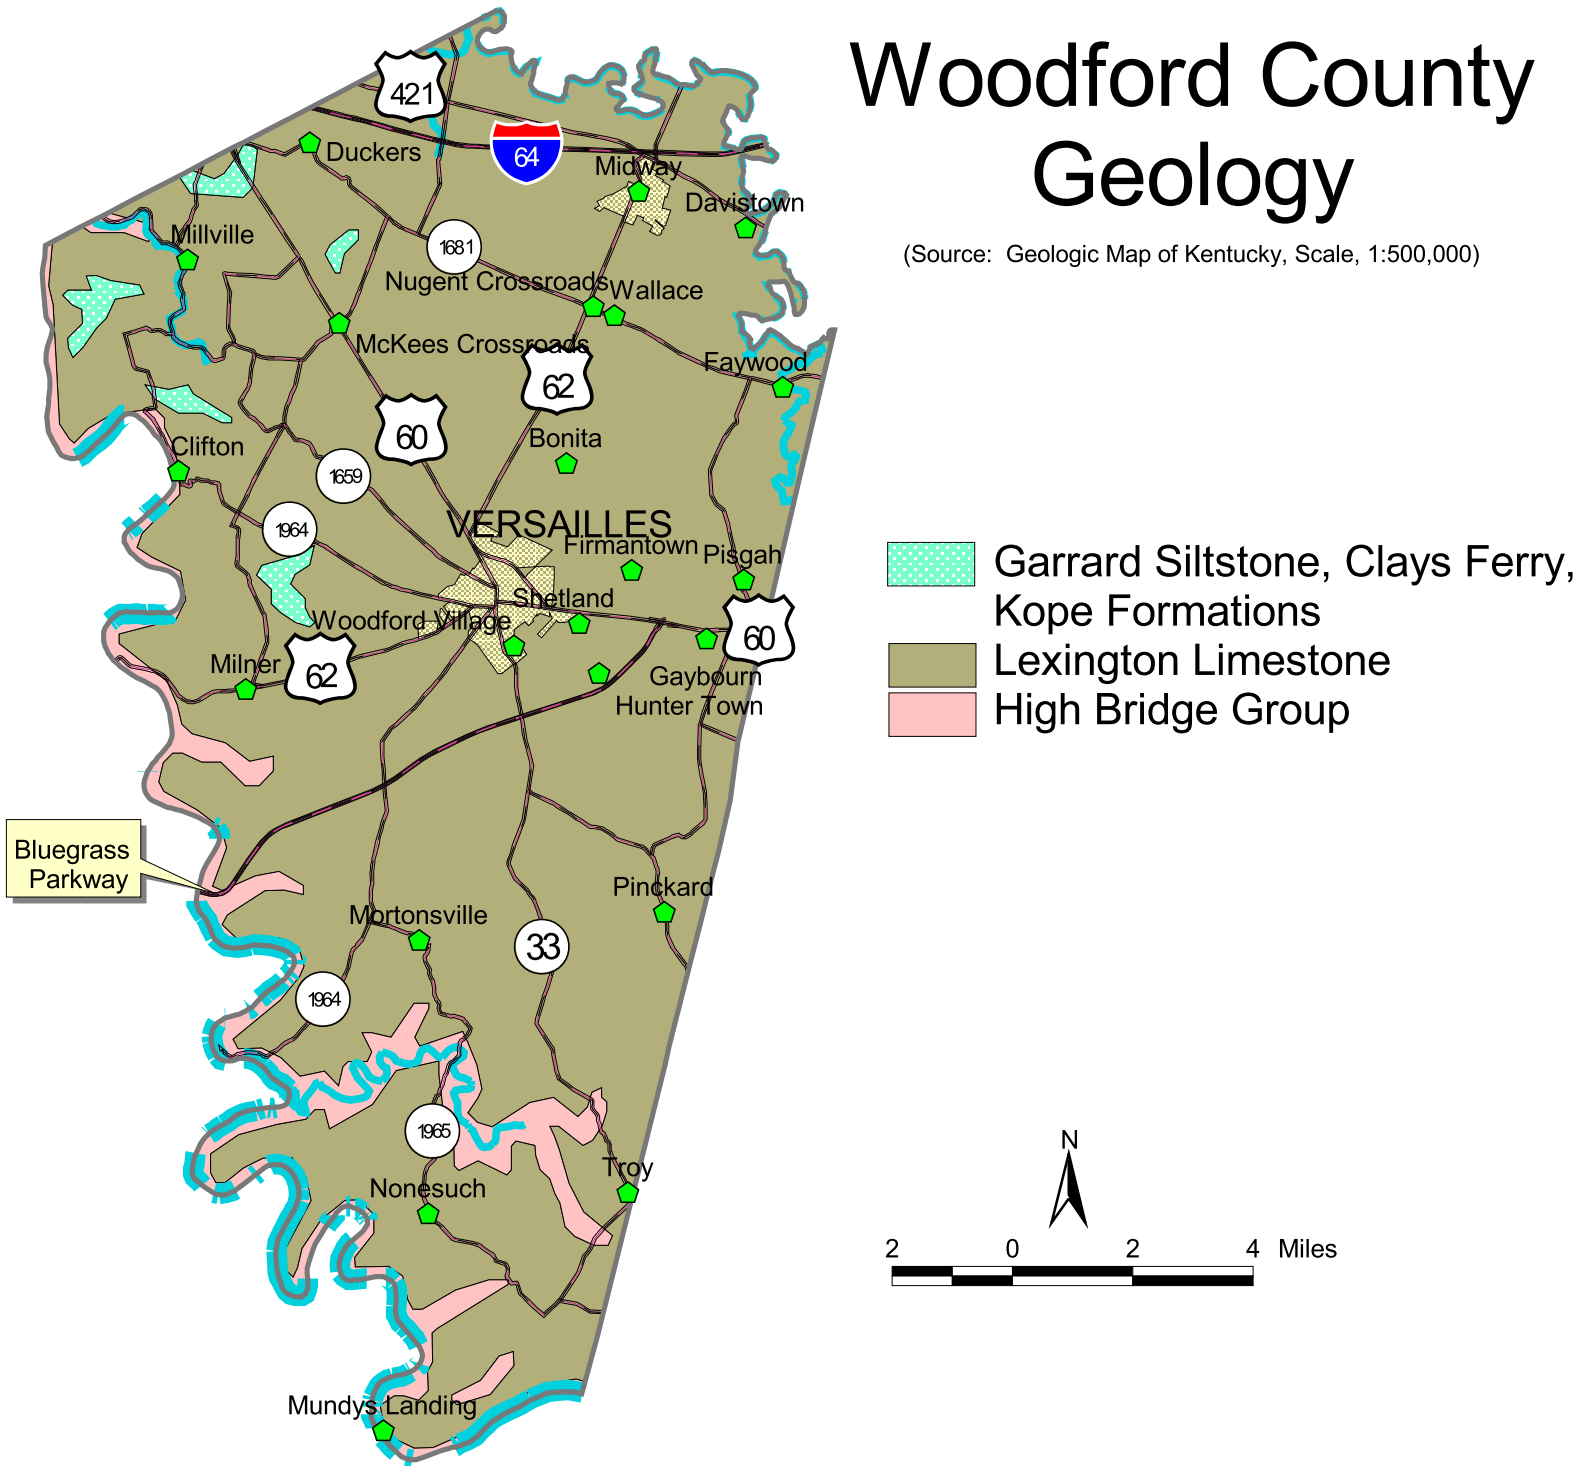 Woodford County
Geology
(Source: Geologic Map of Kentucky, Scale, 1:500,000)
421
64
Duckers
Midway
Davistown
Millville
1681
Nugent Crossroads
Wallace
McKees Crossroads
Faywood
62
60
Bonita
Clifton
1659
1964
VERSAILLES
Firmantown
Pisgah
Shetland
Woodford Village
60
Milner
62
Gaybourn
Hunter Town
Garrard Siltstone, Clays Ferry,
Kope Formations
Lexington Limestone
High Bridge Group
Bluegrass
Parkway
Pinckard
Mortonsville
33
1964
1965
Troy
Nonesuch
Mundys Landing
N
2 0 2 4 Miles